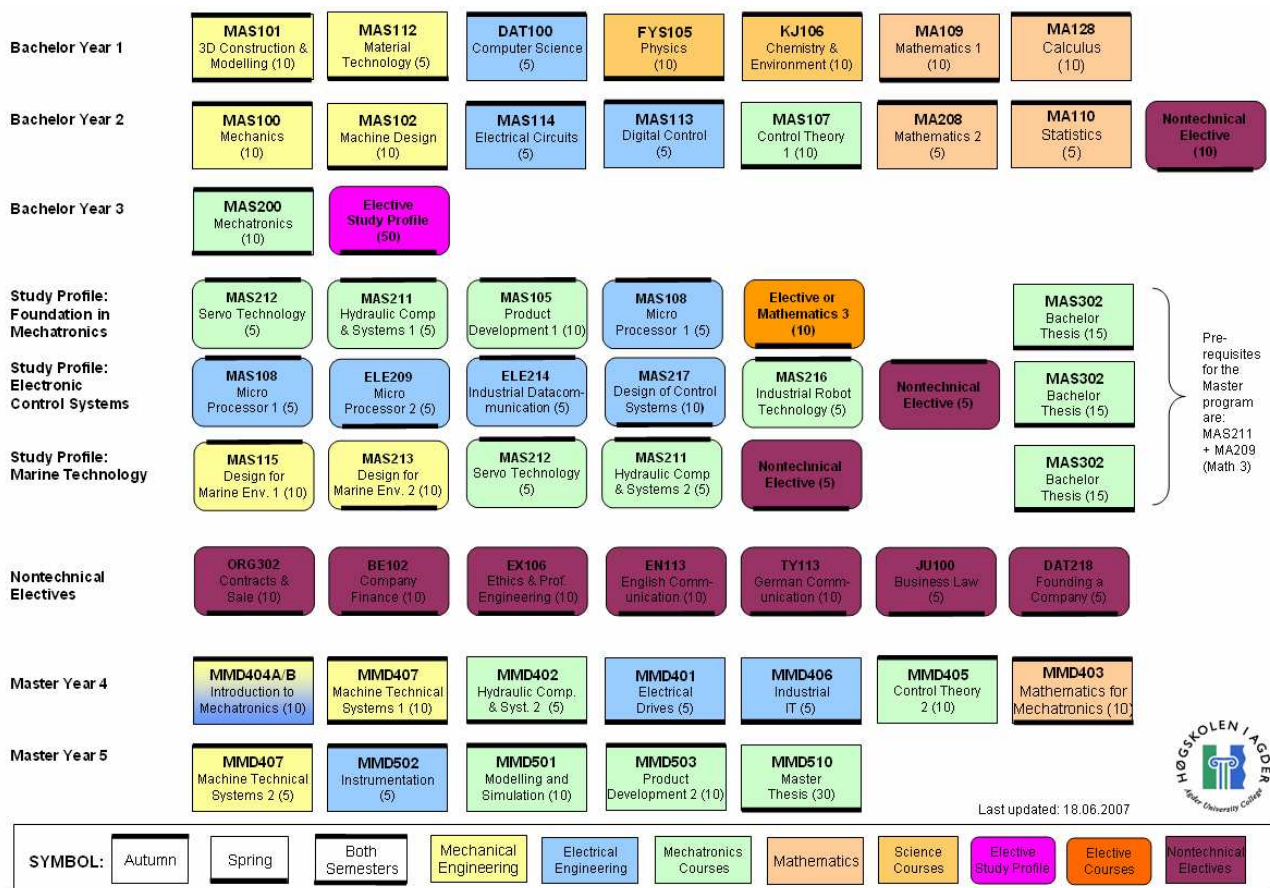 Bachelor Year 1
MAS101
3D Construction &
Modelling (10)
MAS112
Material
Technology (5)
DAT100
Computer Science
(5)
FYS105
Physics
(10)
KJ106
Chemistry &
Environment (10)
MA109
Mathematics 1
(10)
MA128
Calculus
(10)
Bachelor Year 2
MAS100
Mechanics
(10)
MAS102
Machine Design
(10)
MAS114
Electrical Circuits
(5)
MAS113
Digital Control
(5)
MAS107
Control Theory
1 (10)
MA208
Mathematics 2
(5)
MA110
Statistics
(5)
Nontechnical
Elective
(10)
Bachelor Year 3
MAS200
Mechatronics
(10)
Elective
Study Profile
(50)
Study Profile:
Foundation in
Mechatronics
MAS212
Servo Technology
(5)
MAS211
Hydraulic Comp
& Systems 1 (5)
MAS105
Product
Development 1 (10)
MAS108
Micro
Processor 1 (5)
Elective or
Mathematics 3
(10)
MAS302
Bachelor
Thesis (15)
Study Profile:
Electronic
Control Systems
MAS108
Micro
Processor 1 (5)
ELE209
Micro
Processor 2 (5)
ELE214
Industrial Datacom-
munication (5)
MAS217
Design of Control
Systems (10)
MAS216
Industrial Robot
Technology (5)
Nontechnical
Elective (5)
MAS302
Bachelor
Thesis (15)
Study Profile:
Marine Technology
MAS115
Design for
Marine Env. 1 (10)
MAS213
Design for
Marine Env. 2 (10)
MAS212
Servo Technology
(5)
MAS211
Hydraulic Comp
& Systems 2 (5)
Nontechnical
Elective (5)
MAS302
Bachelor
Thesis (15)
Pre-
requisites
for the
Master
program
are:
MAS211
+ MA209
(Math 3)
Nontechnical
Electives
ORG302
Contracts &
Sale (10)
BE102
Company
Finance (10)
EX106
Ethics & Prof.
Engineering (10)
EN113
English Comm-
unication (10)
TY113
German Comm-
unication (10)
JU100
Business Law
(5)
DAT218
Founding a
Company (5)
Master Year 4
MMD404A/B
Introduction to
Mechatronics (10)
MMD407
Machine Technical
Systems 1 (10)
MMD402
Hydraulic Comp.
& Syst. 2 (5)
MMD401
Electrical
Drives (5)
MMD406
Industrial
IT (5)
MMD405
Control Theory
2 (10)
MMD403
Mathematics for
Mechatronics (10)
Master Year 5
MMD407
Machine Technical
Systems 2 (5)
MMD502
Instrumentation
(5)
MMD501
Modelling and
Simulation (10)
MMD503
Product
Development 2 (10)
MMD510
Master
Thesis (30)
HØGSKOLEN I AGDER
Agder University College
Last updated: 18.06.2007
SYMBOL:
Autumn
Spring
Both
Semesters
Mechanical
Engineering
Electrical
Engineering
Mechatronics
Courses
Mathematics
Science
Courses
Elective
Study Profile
Elective
Courses
Nontechnical
Electives